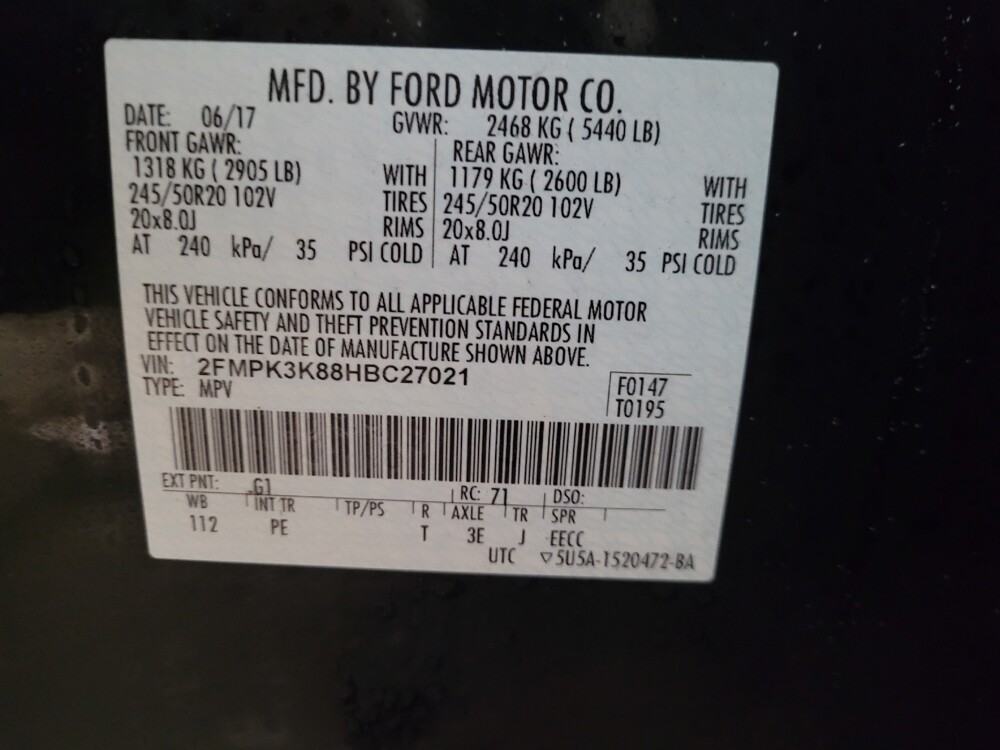 MFD. BY FORD MOTOR CO.
DATE: 06/17 GVWR: 2468 KG ( 5440 LB)
FRONT GAWR: REAR GAWR:
1318 KG ( 2905 LB) WITH 1179 KG ( 2600 LB) WITH
245/50R20 102V TIRES 245/50R20 102V TIRES
20x8.0J RIMS 20x8.0J RIMS
AT 240 kPa/ 35 PSI COLD AT 240 kPa/ 35 PSI COLD
THIS VEHICLE CONFORMS TO ALL APPLICABLE FEDERAL MOTOR
VEHICLE SAFETY AND THEFT PREVENTION STANDARDS IN
EFFECT ON THE DATE OF MANUFACTURE SHOWN ABOVE.
VIN: 2FMPK3K88HBC27021
TYPE: MPV
F0147
T0195
EXT PNT: G1 RC: 71 DSO:
WB INT TR TP/PS R AXLE TR SPR
112 PE T 3E J EECC
UTC ▽5U5A-1520472-BA